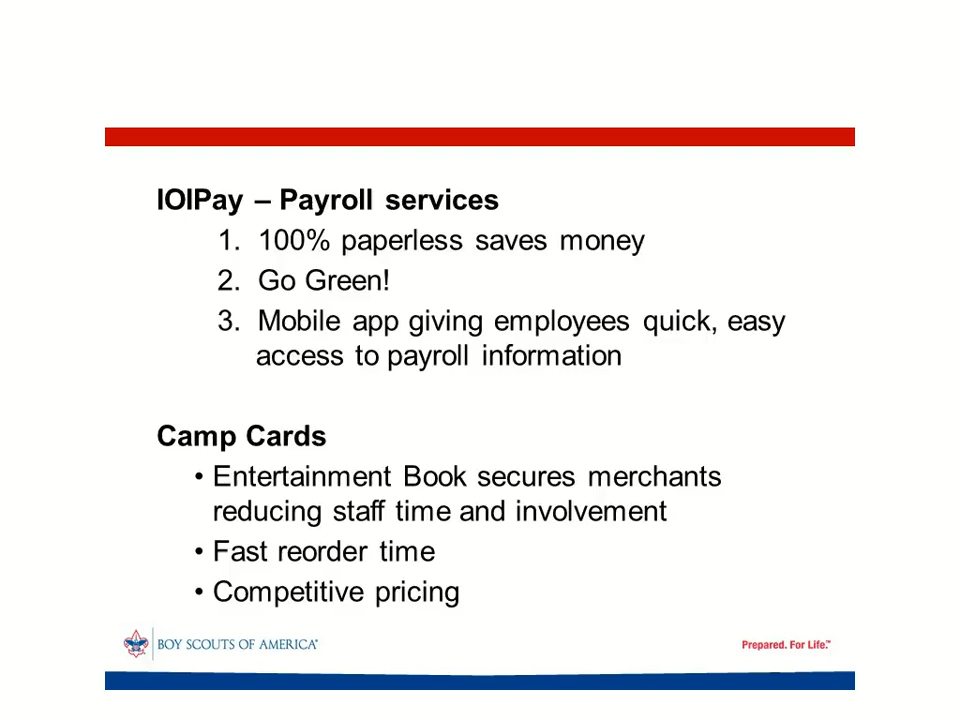 IOIPay – Payroll services
1. 100% paperless saves money
2. Go Green!
3. Mobile app giving employees quick, easy
access to payroll information
Camp Cards
• Entertainment Book secures merchants
reducing staff time and involvement
• Fast reorder time
• Competitive pricing
BOY SCOUTS OF AMERICA®
Prepared. For Life.™